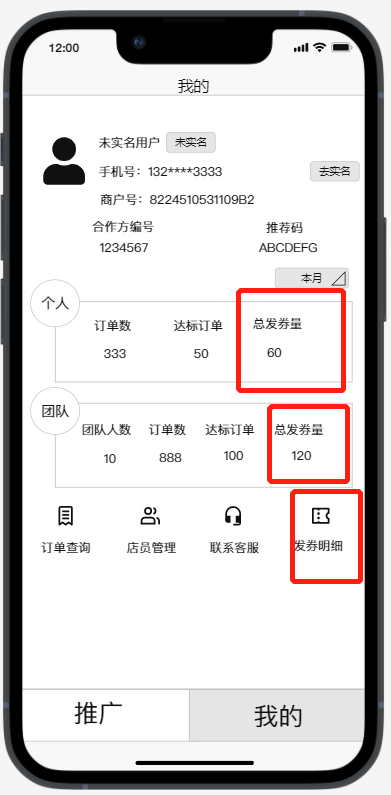 12:00
我的
未实名用户 未实名
手机号：132****3333 去实名
商户号：8224510531109B2
合作方编号 推荐码
1234567 ABCDEFG
本月
个人
订单数 达标订单 总发券量
333 50 60
团队
团队人数 订单数 达标订单 总发券量
10 888 100 120
订单查询 店员管理 联系客服 发券明细
推广 我的